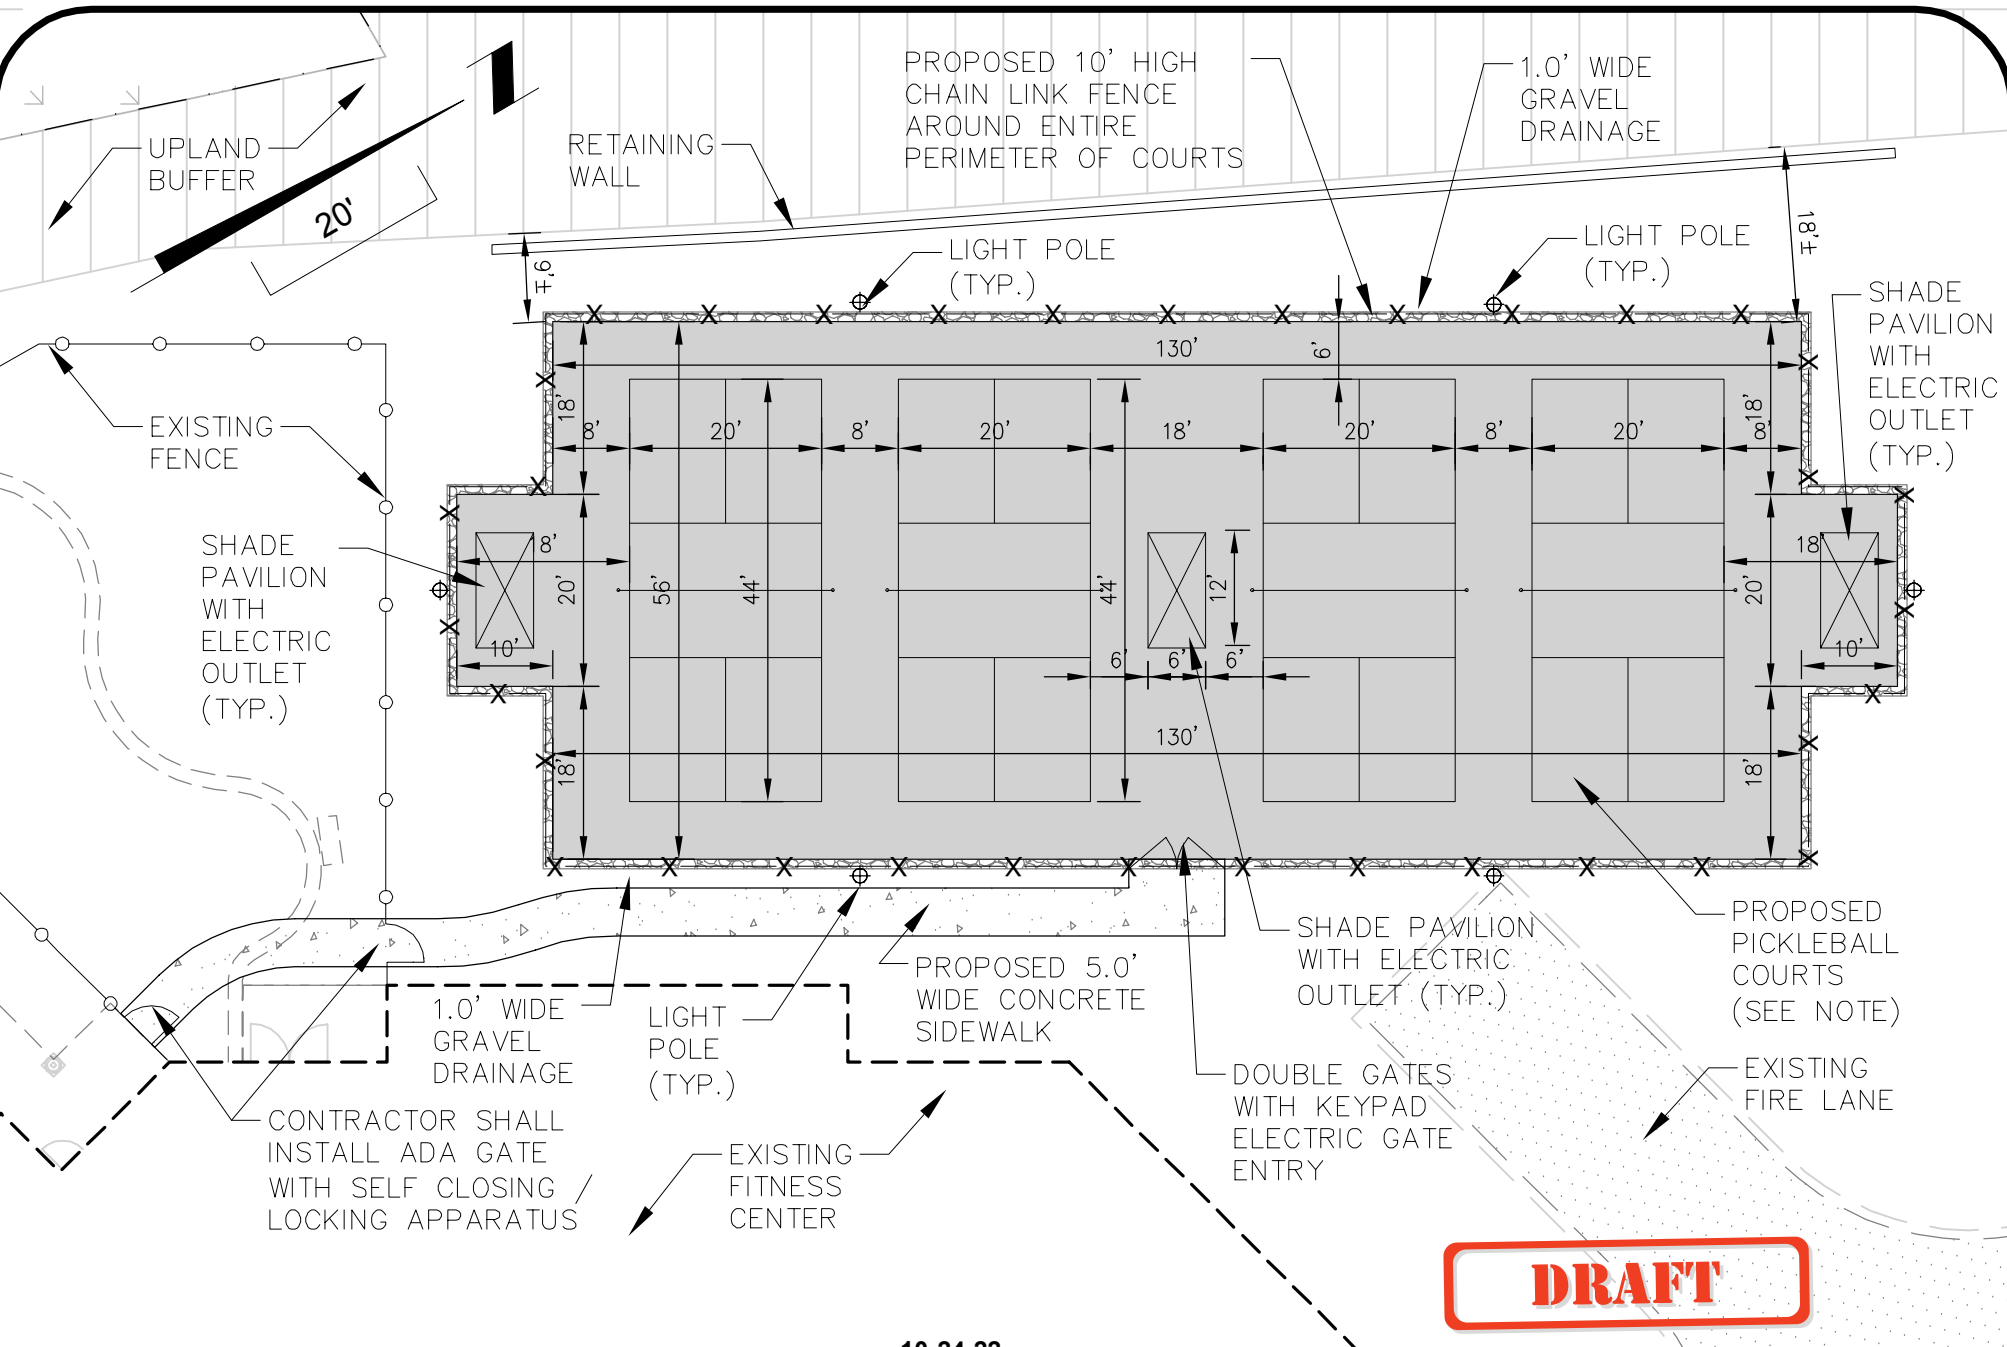 PROPOSED 10' HIGH
CHAIN LINK FENCE
AROUND ENTIRE
PERIMETER OF COURTS
1.0' WIDE
GRAVEL
DRAINAGE
UPLAND
BUFFER
20'
RETAINING
WALL
LIGHT POLE
(TYP.)
LIGHT POLE
(TYP.)
9'±
18'±
SHADE
PAVILION
WITH
ELECTRIC
OUTLET
(TYP.)
EXISTING
FENCE
130'
6'
18'
18'
8'
20'
8'
20'
18'
20'
8'
20'
8'
SHADE
PAVILION
WITH
ELECTRIC
OUTLET
(TYP.)
8'
18'
20'
56'
44'
44'
12'
20'
10'
6'
6'
6'
10'
130'
18'
18'
PROPOSED
PICKLEBALL
COURTS
(SEE NOTE)
SHADE PAVILION
WITH ELECTRIC
OUTLET (TYP.)
PROPOSED 5.0'
WIDE CONCRETE
SIDEWALK
1.0' WIDE
GRAVEL
DRAINAGE
LIGHT
POLE
(TYP.)
DOUBLE GATES
WITH KEYPAD
ELECTRIC GATE
ENTRY
EXISTING
FIRE LANE
CONTRACTOR SHALL
INSTALL ADA GATE
WITH SELF CLOSING
LOCKING APPARATUS
EXISTING
FITNESS
CENTER
DRAFT